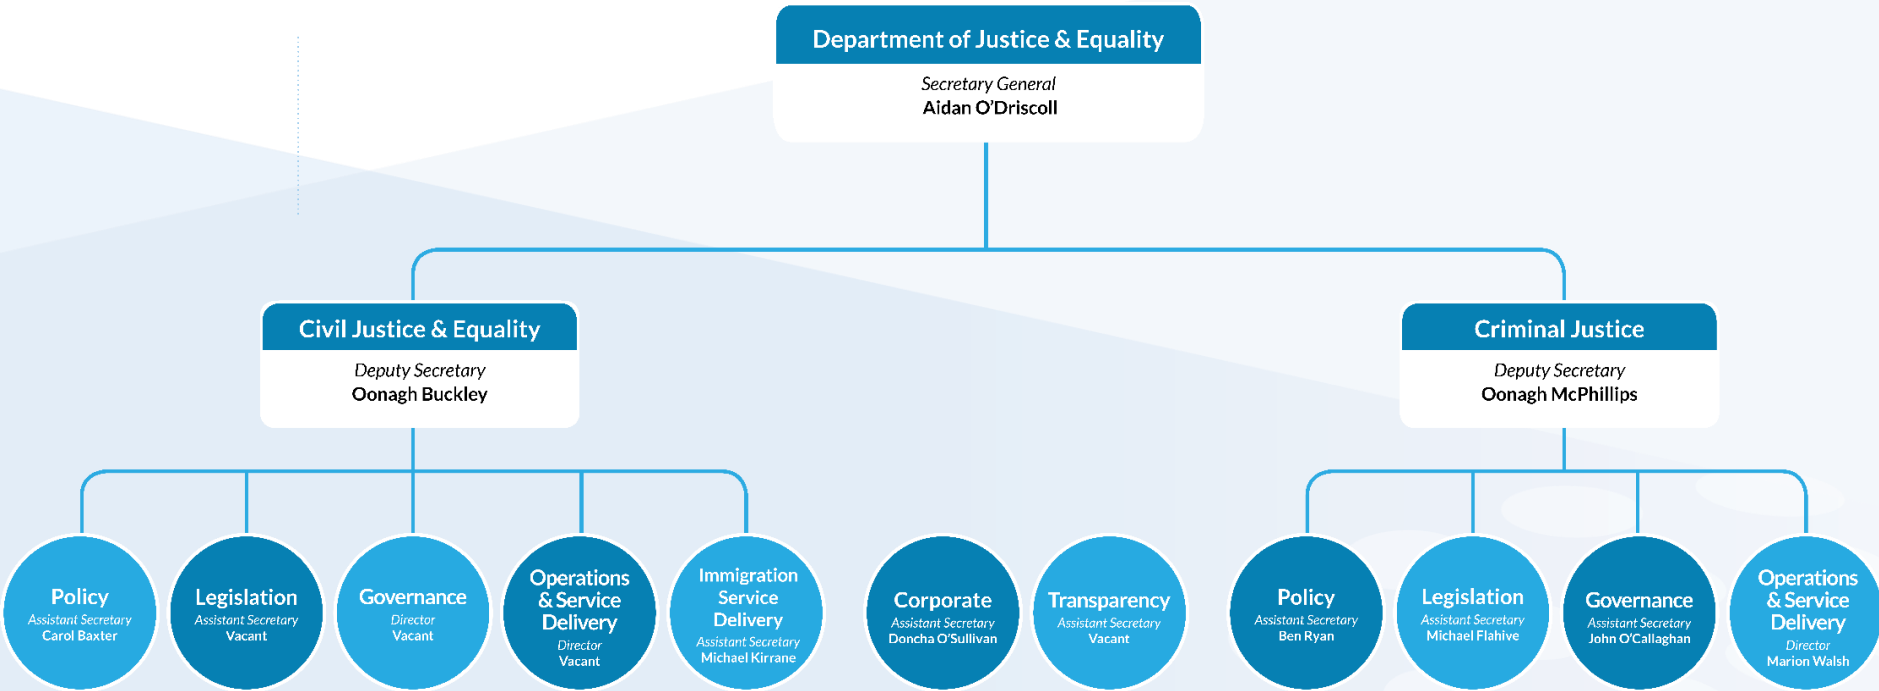 Department of Justice & Equality
Secretary General
Aidan O'Driscoll
Civil Justice & Equality
Deputy Secretary
Oonagh Buckley
Criminal Justice
Deputy Secretary
Oonagh McPhillips
Policy
Assistant Secretary
Carol Baxter
Legislation
Assistant Secretary
Vacant
Governance
Director
Vacant
Operations
& Service
Delivery
Director
Vacant
Immigration
Service
Delivery
Assistant Secretary
Michael Kirrane
Corporate
Assistant Secretary
Doncha O'Sullivan
Transparency
Assistant Secretary
Vacant
Policy
Assistant Secretary
Ben Ryan
Legislation
Assistant Secretary
Michael Flahive
Governance
Assistant Secretary
John O'Callaghan
Operations
& Service
Delivery
Director
Marion Walsh